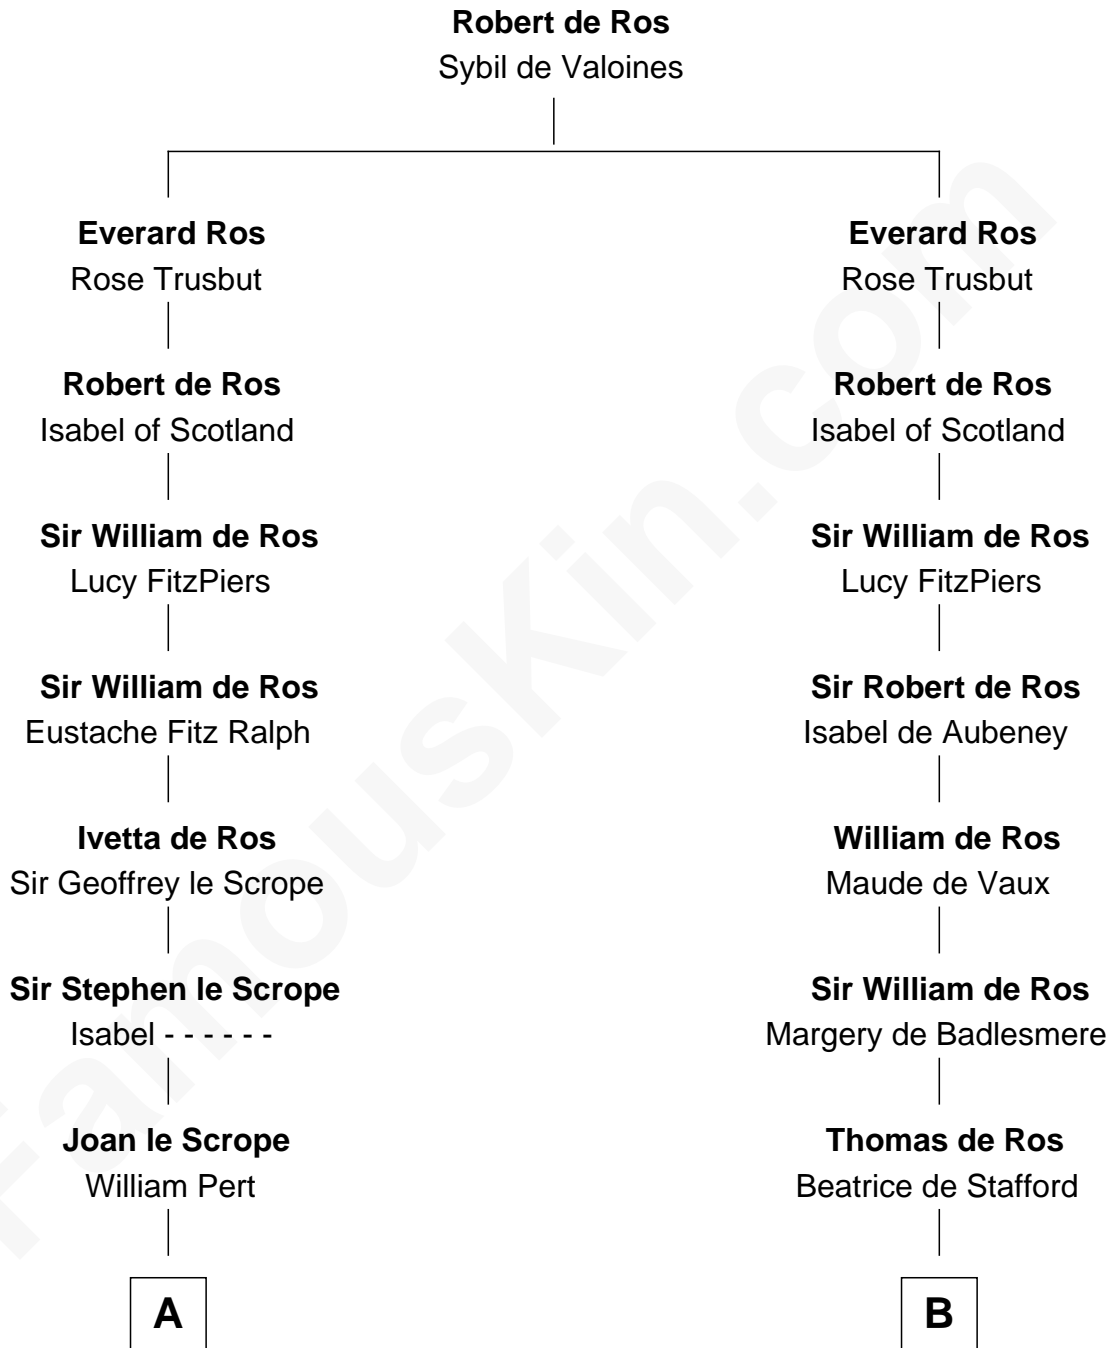 Robert de Ros
Sybil de Valoines
Everard Ros
Rose Trusbut
Robert de Ros
Isabel of Scotland
Sir William de Ros
Lucy FitzPiers
Sir William de Ros
Eustache Fitz Ralph
Ivetta de Ros
Sir Geoffrey le Scrope
Sir Stephen le Scrope
Isabel - - - - - -
Joan le Scrope
William Pert
A
Everard Ros
Rose Trusbut
Robert de Ros
Isabel of Scotland
Sir William de Ros
Lucy FitzPiers
Sir Robert de Ros
Isabel de Aubeney
William de Ros
Maude de Vaux
Sir William de Ros
Margery de Badlesmere
Thomas de Ros
Beatrice de Stafford
B
FamousKin.com